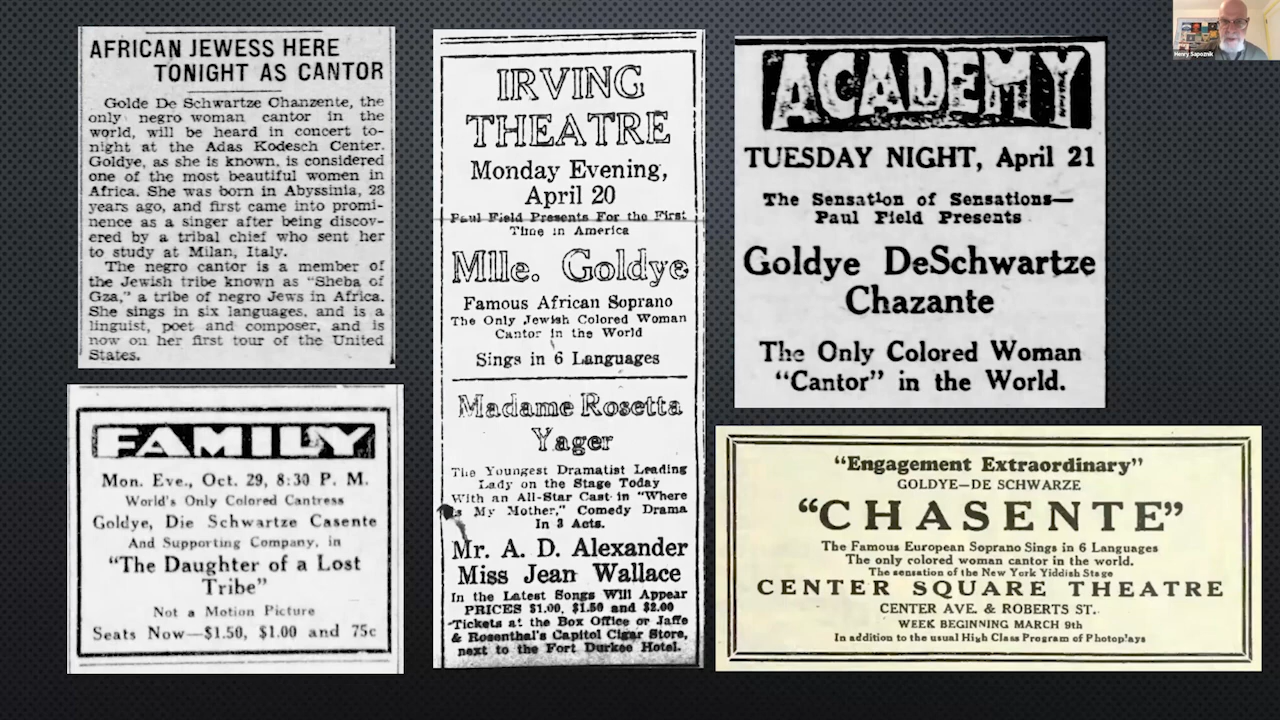 AFRICAN JEWESS HERE
TONIGHT AS CANTOR
Golde De Schwartze Chanzente, the
only negro woman cantor in the
world, will be heard in concert to-
night at the Adas Kodesch Center.
Goldye, as she is known, is considered
one of the most beautiful women in
Africa. She was born in Abyssinia, 28
years ago, and first came into promi-
nence as a singer after being discov-
ered by a tribal chief who sent her
to study at Milan, Italy.
The negro cantor is a member of
the Jewish tribe known as "Sheba of
Gza," a tribe of negro Jews in Africa.
She sings in six languages, and is a
linguist, poet and composer, and is
now on her first tour of the United
States.
FAMILY
Mon. Eve., Oct. 29, 8:30 P. M.
World's Only Colored Cantress
Goldye, Die Schwartze Casente
And Supporting Company, in
"The Daughter of a Lost
Tribe"
Not a Motion Picture
Seats Now—$1.50, $1.00 and 75c
IRVING
THEATRE
Monday Evening,
April 20
Paul Field Presents For the First
Time in America
Mlle. Goldye
Famous African Soprano
The Only Jewish Colored Woman
Cantor in the World
Sings in 6 Languages
Madame Rosetta
Yager
The Youngest Dramatist Leading
Lady on the Stage Today
With an All-Star Cast in "Where
Is My Mother," Comedy Drama
In 3 Acts.
Mr. A. D. Alexander
Miss Jean Wallace
In the Latest Songs Will Appear
PRICES $1.00, $1.50 and $2.00
Tickets at the Box Office or Jaffe
& Rosenthal's Capitol Cigar Store,
next to the Fort Durkee Hotel.
ACADEMY
TUESDAY NIGHT, April 21
The Sensation of Sensations—
Paul Field Presents
Goldye DeSchwartze
Chazante
The Only Colored Woman
"Cantor" in the World.
"Engagement Extraordinary"
GOLDYE—DE SCHWARZE
"CHASENTE"
The Famous European Soprano Sings in 6 Languages
The only colored woman cantor in the world.
The sensation of the New York Yiddish Stage
CENTER SQUARE THEATRE
CENTER AVE. & ROBERTS ST.
WEEK BEGINNING MARCH 9th
In addition to the usual High Class Program of Photoplays
Henry Sapoznik